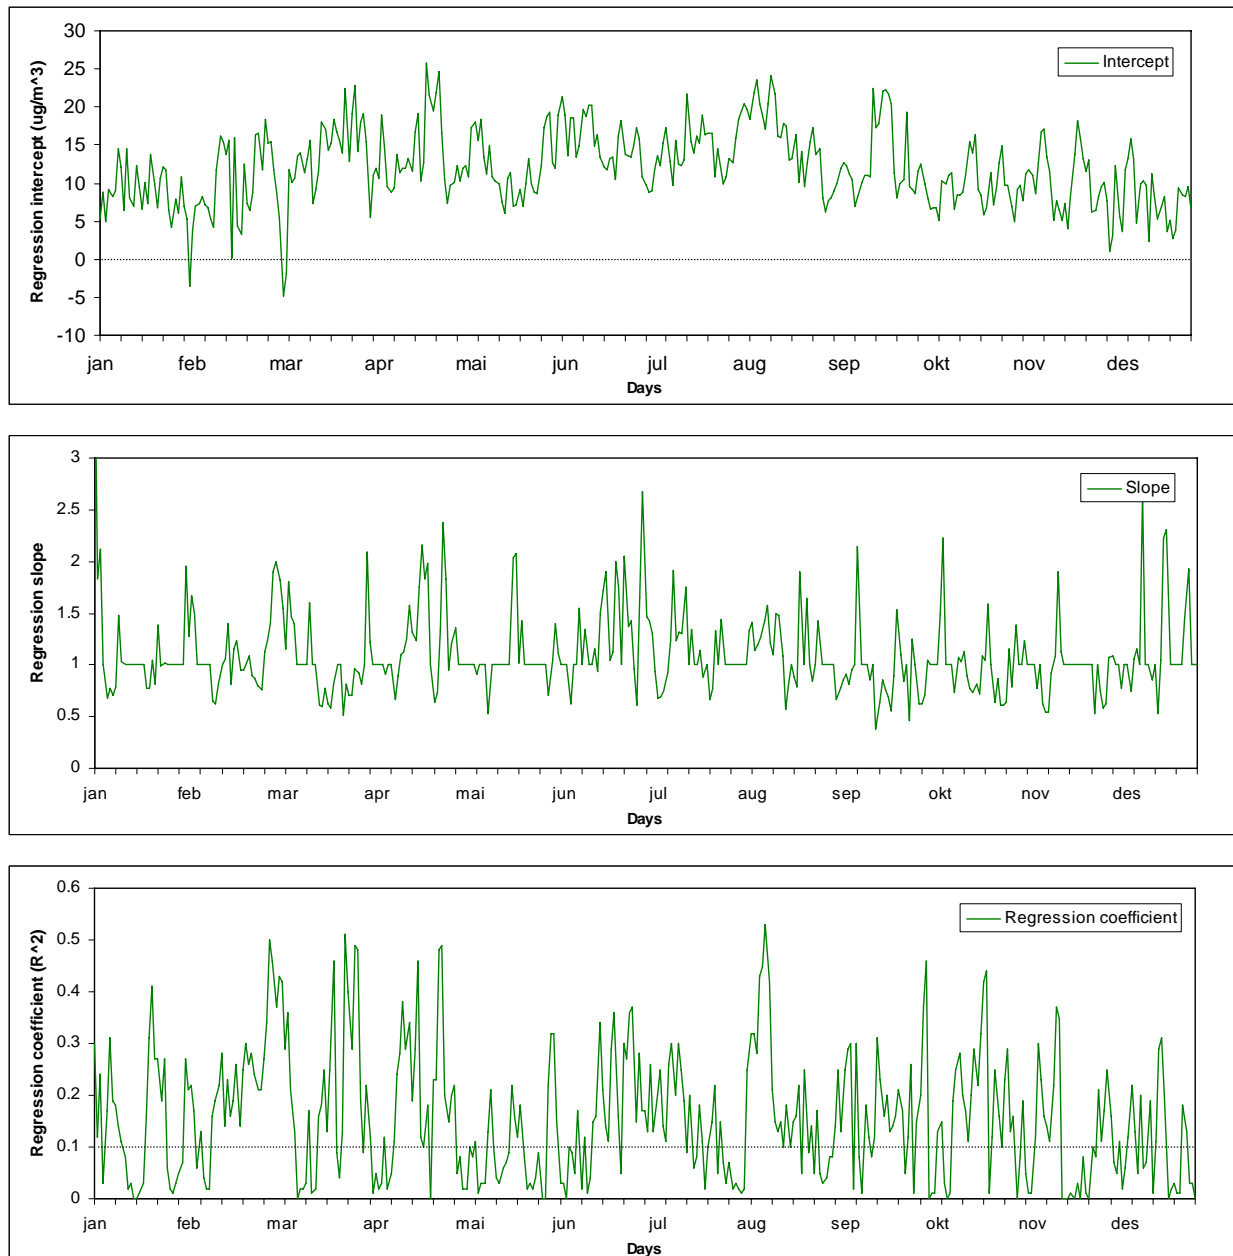 30
25
20
15
10
5
0
-5
-10
Regression intercept (ug/m^3)
Intercept
jan feb mar apr mai jun jul aug sep okt nov des
Days
3
2.5
2
1.5
1
0.5
0
Regression slope
Slope
jan feb mar apr mai jun jul aug sep okt nov des
Days
0.6
0.5
0.4
0.3
0.2
0.1
0
Regression coefficient (R^2)
Regression coefficient
jan feb mar apr mai jun jul aug sep okt nov des
Days